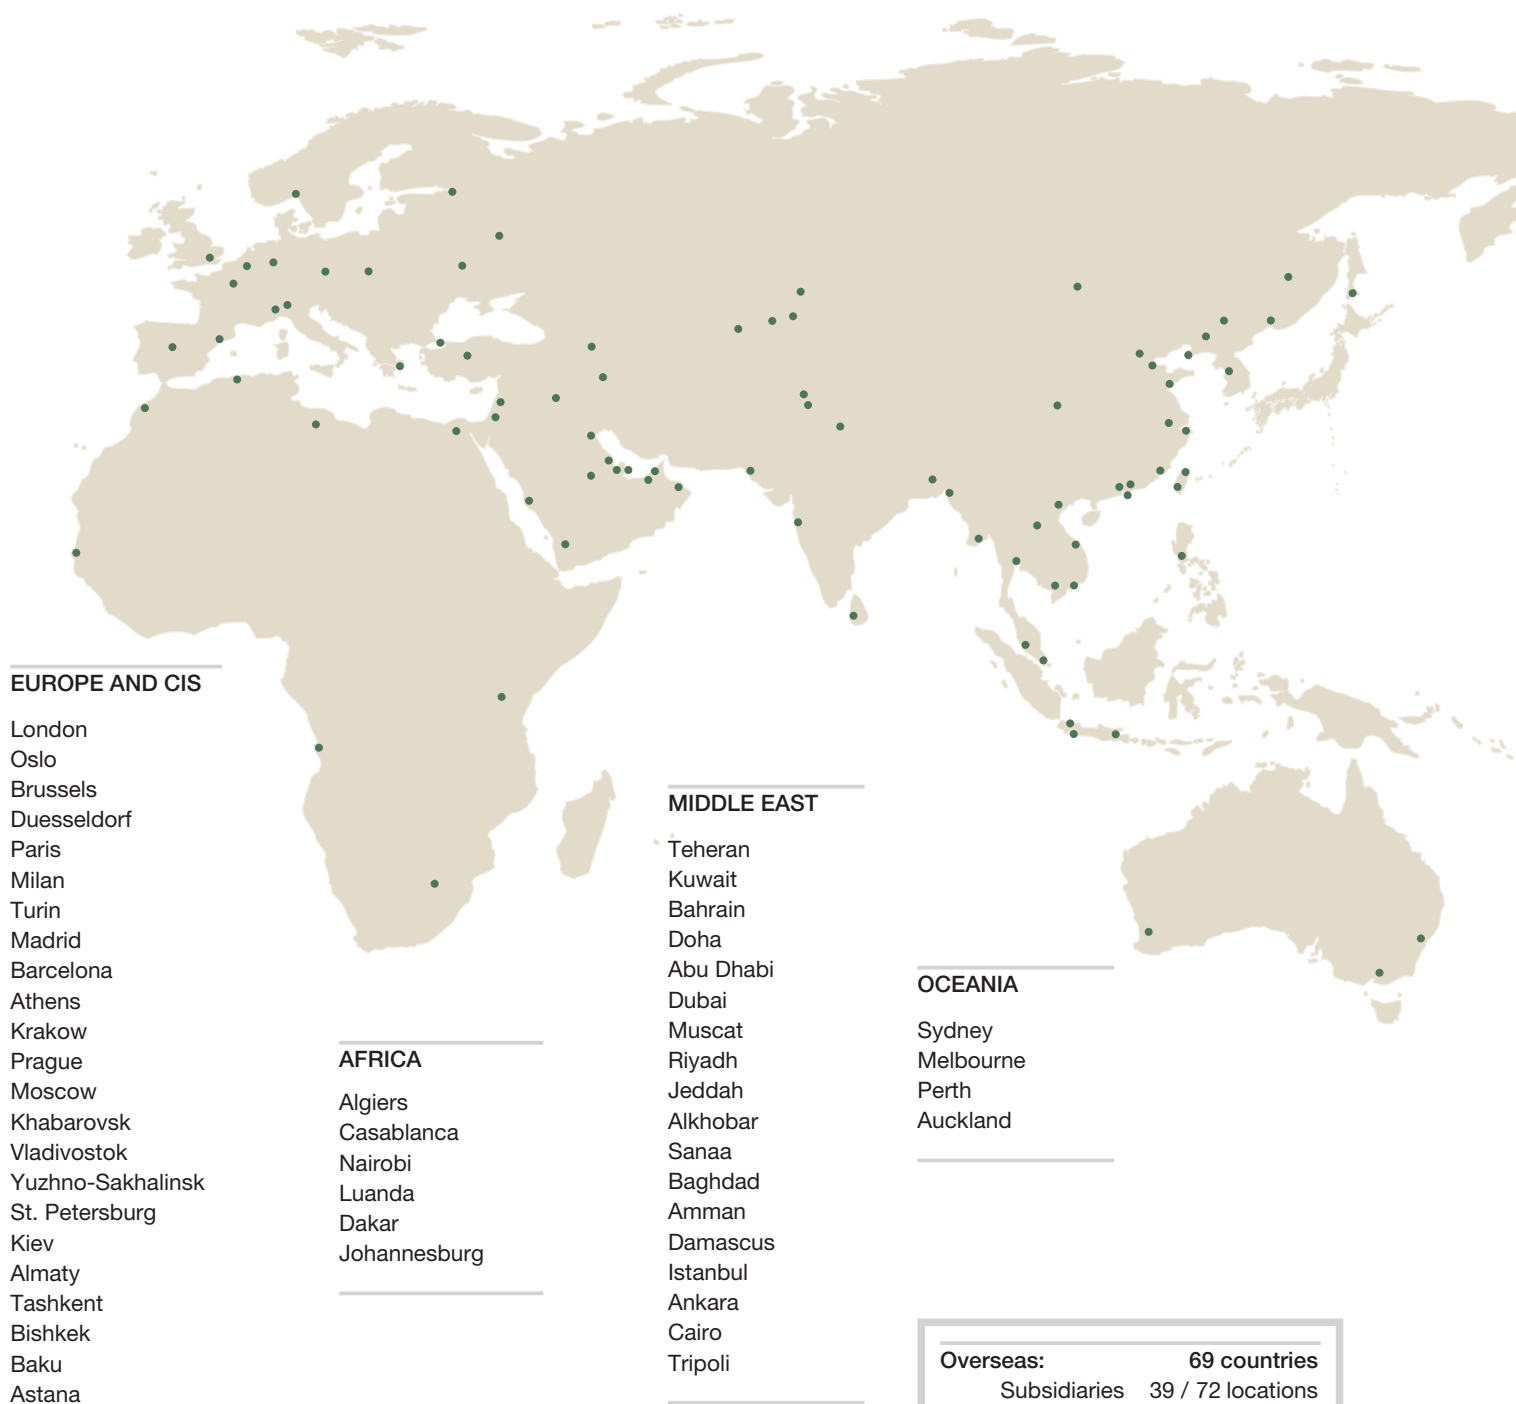 EUROPE AND CIS
London
Oslo
Brussels
Duesseldorf
Paris
Milan
Turin
Madrid
Barcelona
Athens
Krakow
Prague
Moscow
Khabarovsk
Vladivostok
Yuzhno-Sakhalinsk
St. Petersburg
Kiev
Almaty
Tashkent
Bishkek
Baku
Astana
AFRICA
Algiers
Casablanca
Nairobi
Luanda
Dakar
Johannesburg
MIDDLE EAST
Teheran
Kuwait
Bahrain
Doha
Abu Dhabi
Dubai
Muscat
Riyadh
Jeddah
Alkhobar
Sanaa
Baghdad
Amman
Damascus
Istanbul
Ankara
Cairo
Tripoli
OCEANIA
Sydney
Melbourne
Perth
Auckland
Overseas: 69 countries
Subsidiaries 39 / 72 locations